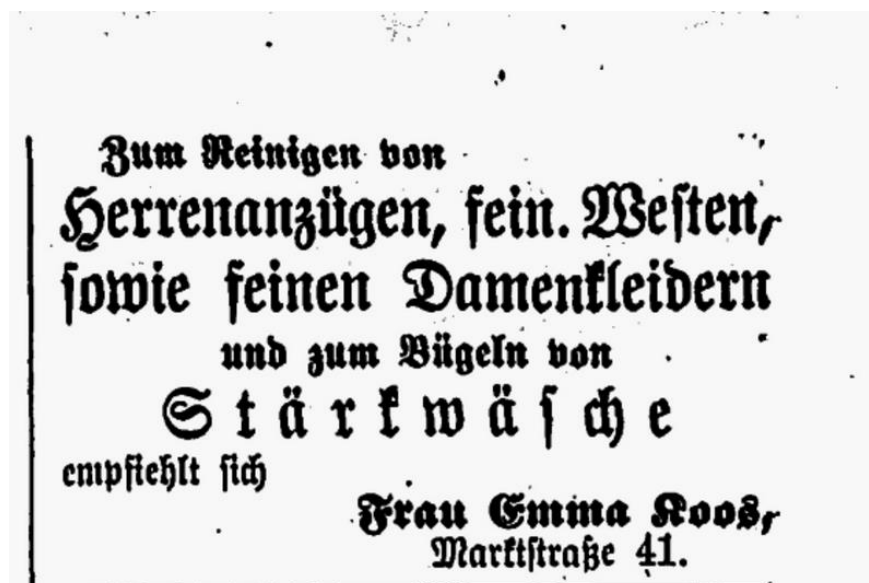 Zum Reinigen von
Herrenanzügen, fein. Westen,
sowie feinen Damenkleidern
und zum Bügeln von
Stärkwäsche
empfiehlt sich
Frau Emma Koos,
Marktstraße 41.